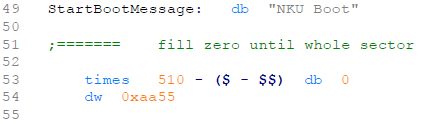 49 StartBootMessage: db "NKU Boot"
50
51 ;======= fill zero until whole sector
52
53 times 510 - ($ - $$) db 0
54 dw 0xaa55
55